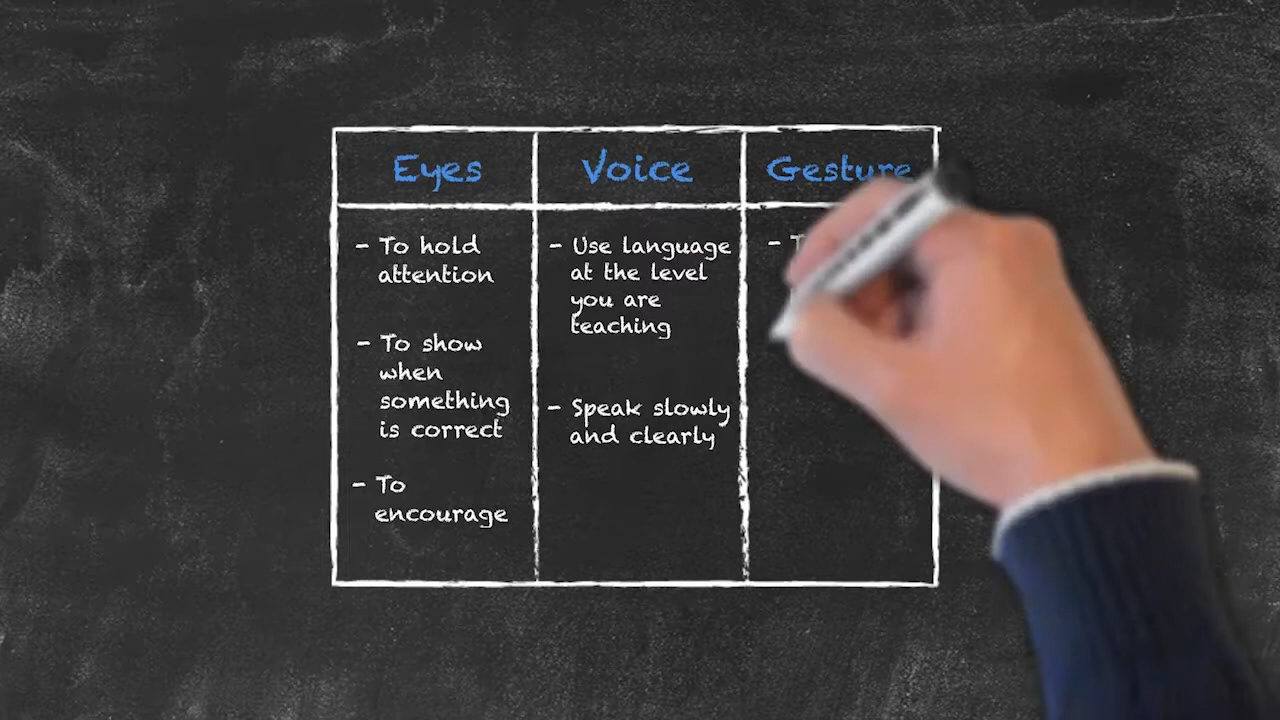 Eyes
Voice
Gesture
- To hold
attention
- To show
when
something
is correct
- To
encourage
- Use language
at the level
you are
teaching
- Speak slowly
and clearly
-